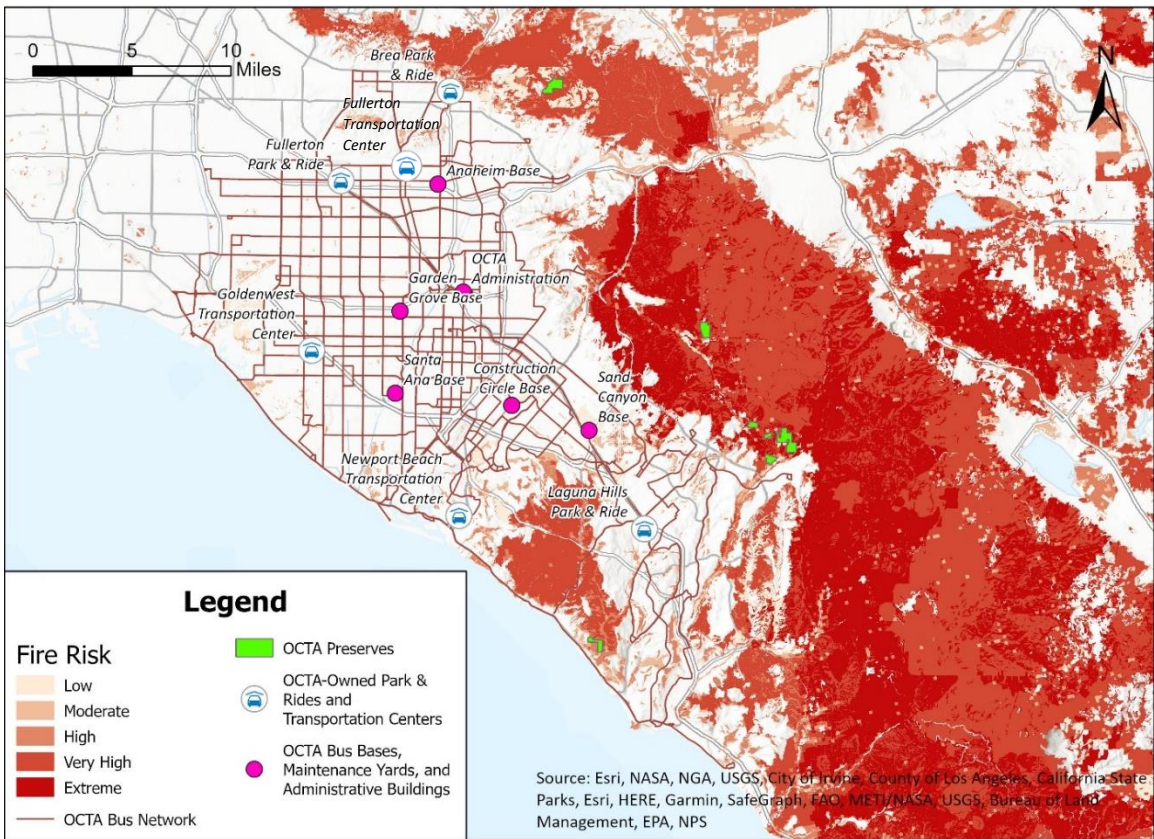 0 5 10
Miles
N
Brea Park
& Ride
Fullerton
Transportation
Center
Fullerton
Park & Ride
Anaheim Base
OCTA
Administration
Garden
Grove Base
Goldenwest
Transportation
Center
Santa
Ana Base
Construction
Circle Base
Sand
Canyon
Base
Newport Beach
Transportation
Center
Laguna Hills
Park & Ride
Legend
Fire Risk
Low
Moderate
High
Very High
Extreme
OCTA Bus Network
OCTA Preserves
OCTA-Owned Park &
Rides and
Transportation Centers
OCTA Bus Bases,
Maintenance Yards, and
Administrative Buildings
Source: Esri, NASA, NGA, USGS, City of Irvine, County of Los Angeles, California State
Parks, Esri, HERE, Garmin, SafeGraph, FAO, METI/NASA, USGS, Bureau of Land
Management, EPA, NPS